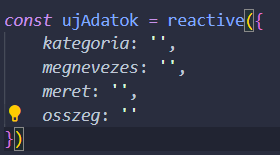 const ujAdatok = reactive({
    kategoria: '',
    megnevezes: '',
    meret: '',
    osszeg: ''
})